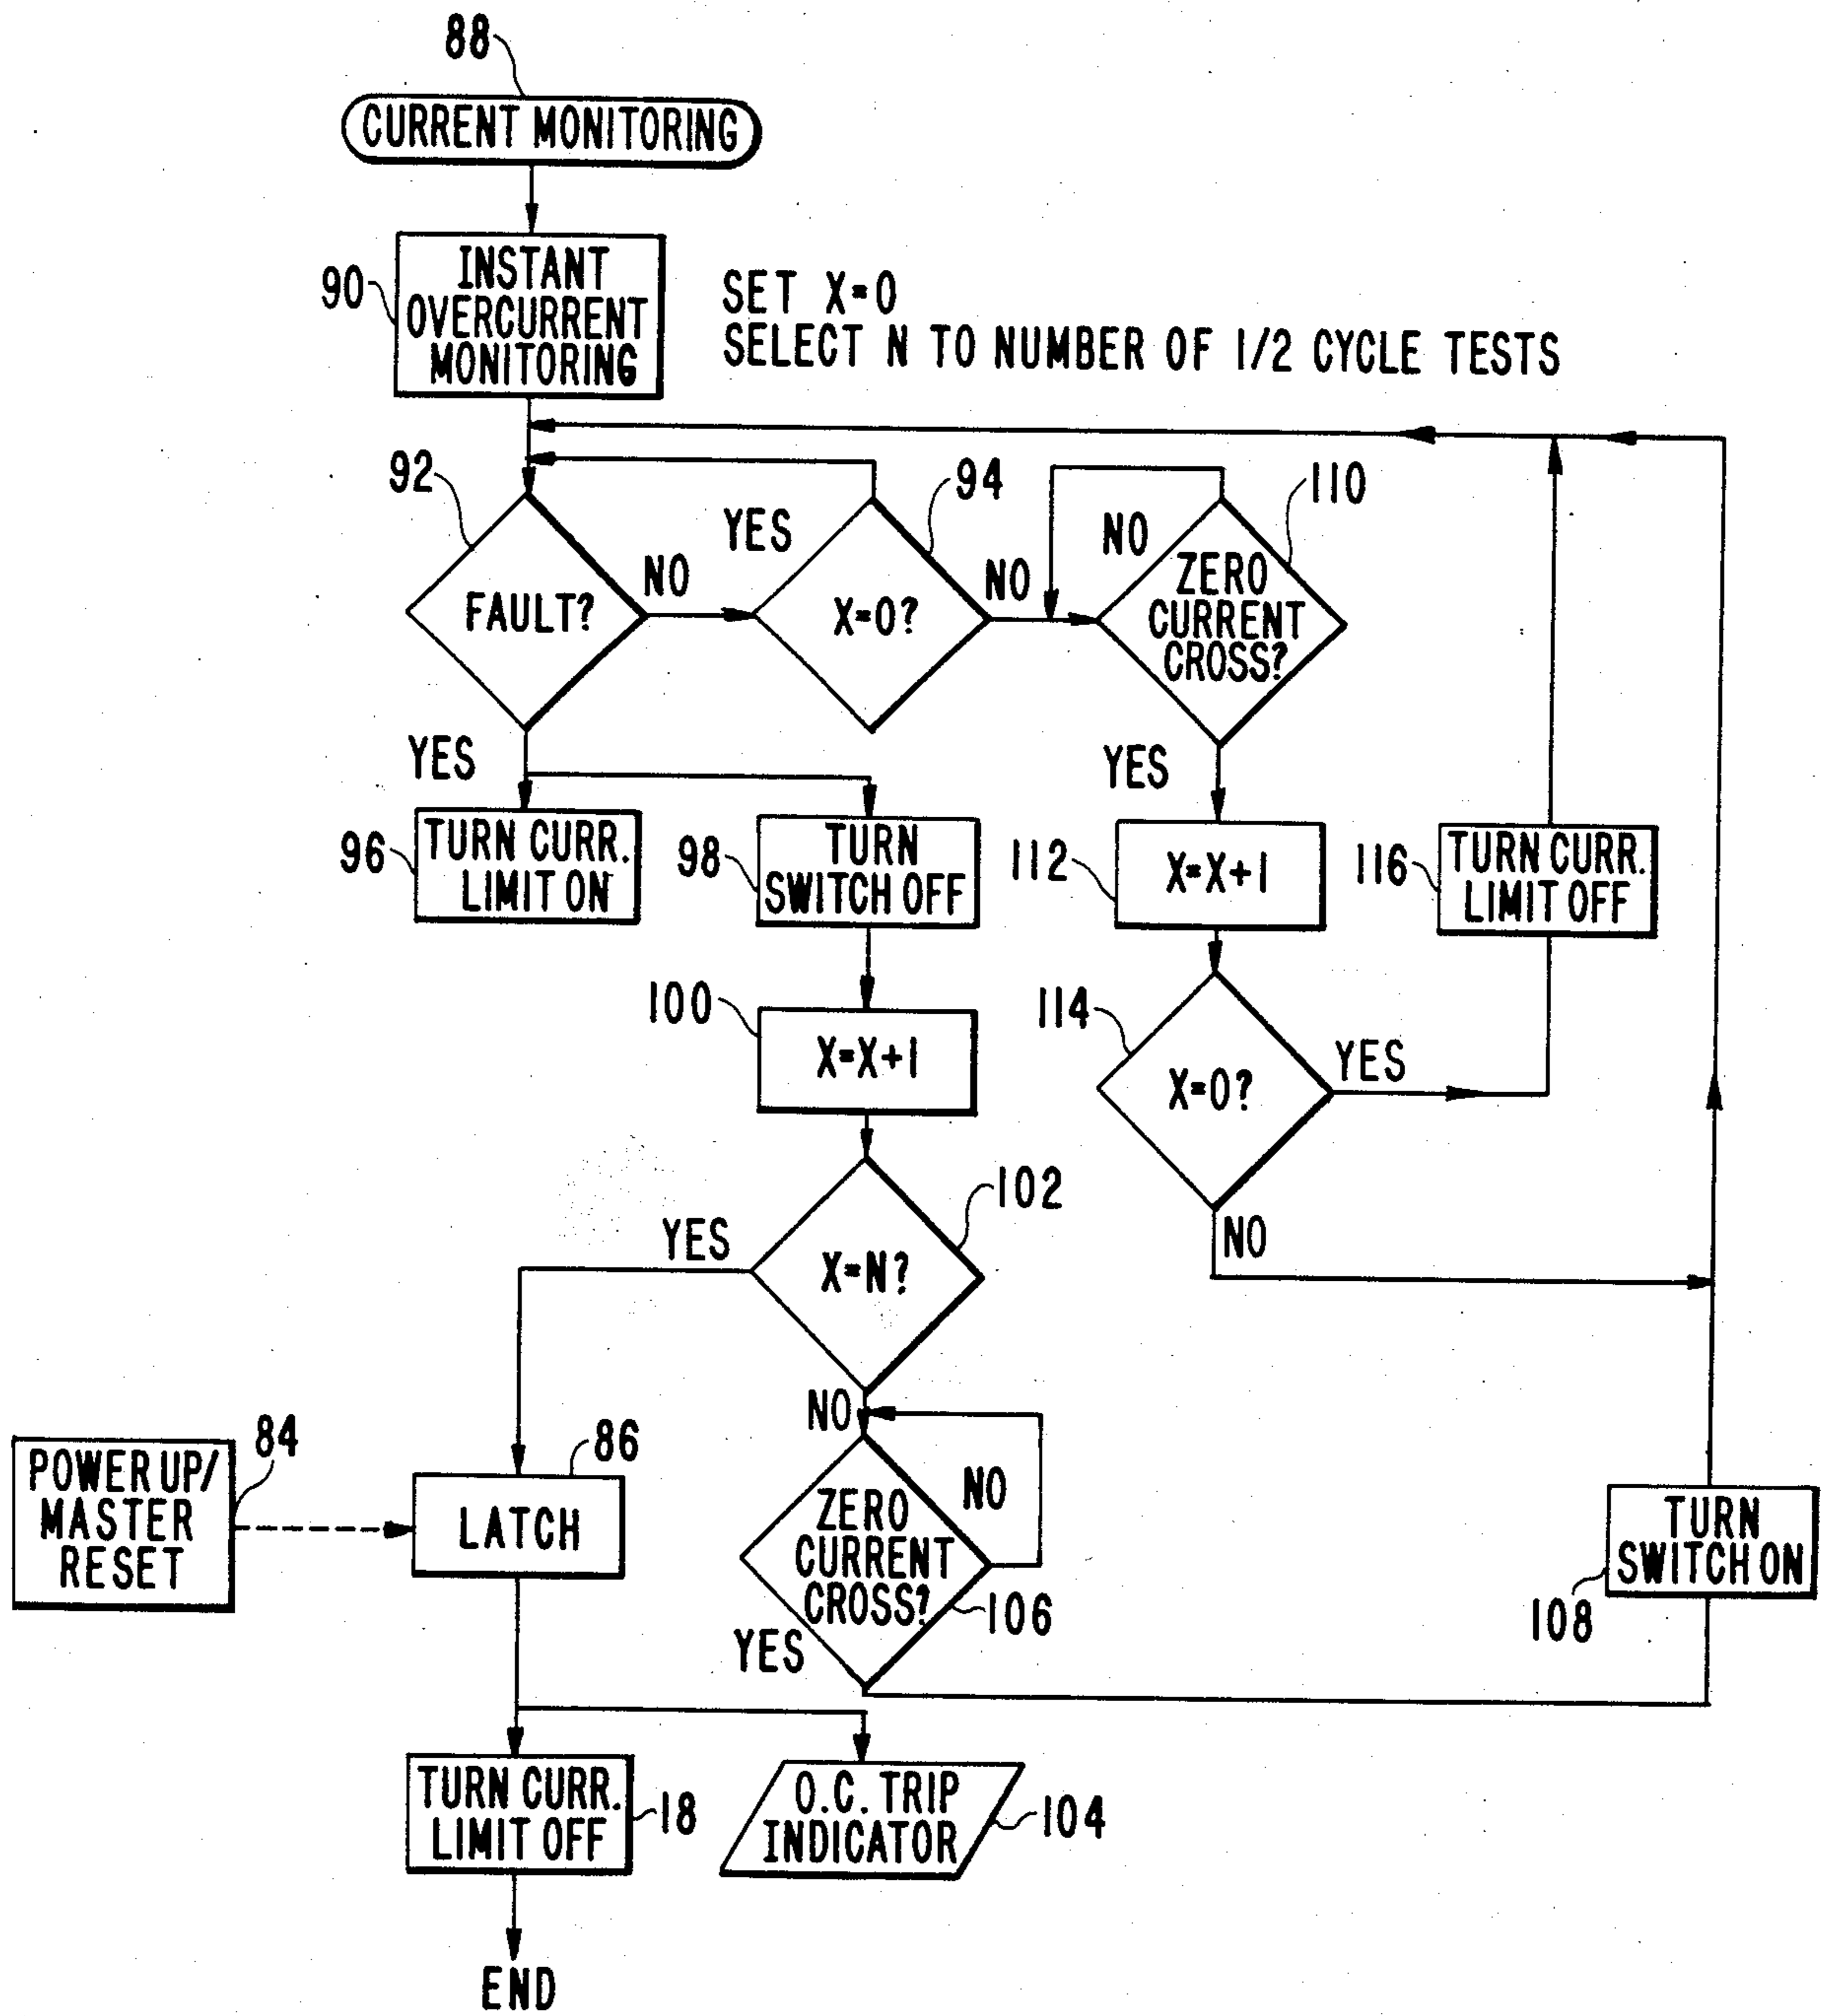 88
CURRENT MONITORING
90
INSTANT
OVERCURRENT
MONITORING
SET X=0
SELECT N TO NUMBER OF 1/2 CYCLE TESTS
92
FAULT?
NO
YES
94
X=0?
NO
NO
110
ZERO
CURRENT
CROSS?
YES
YES
96
TURN CURR.
LIMIT ON
98
TURN
SWITCH OFF
112
X=X+1
116
TURN CURR.
LIMIT OFF
100
X=X+1
114
X=0?
YES
NO
102
X=N?
YES
NO
84
POWER UP/
MASTER
RESET
86
LATCH
ZERO
CURRENT
CROSS?
NO
106
YES
TURN
SWITCH ON
108
TURN CURR.
LIMIT OFF
18
O.C. TRIP
INDICATOR
104
END